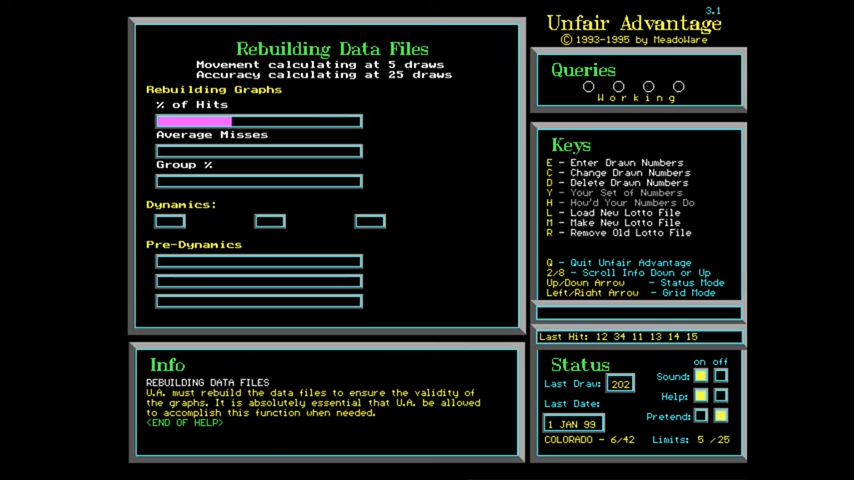 3.1
Unfair Advantage
© 1993-1995 by MeadoWare
Rebuilding Data Files
Movement calculating at 5 draws
Accuracy calculating at 25 draws
Rebuilding Graphs
% of Hits
Average Misses
Group %
Dynamics:
Pre-Dynamics
Queries
Working
Keys
E - Enter Drawn Numbers
C - Change Drawn Numbers
D - Delete Drawn Numbers
Y - Your Set of Numbers
H - How'd Your Numbers Do
L - Load New Lotto File
M - Make New Lotto File
R - Remove Old Lotto File
Q - Quit Unfair Advantage
2/8 - Scroll Info Down or Up
Up/Down Arrow - Status Mode
Left/Right Arrow - Grid Mode
Last Hit: 12 34 11 13 14 15
Info
REBUILDING DATA FILES
U.A. must rebuild the data files to ensure the validity of
the graphs. It is absolutely essential that U.A. be allowed
to accomplish this function when needed.
<END OF HELP>
Status
on off
Last Draw: 202
Sound:
Help:
Last Date:
Pretend:
1 JAN 99
COLORADO - 6/42 Limits: 5 /25